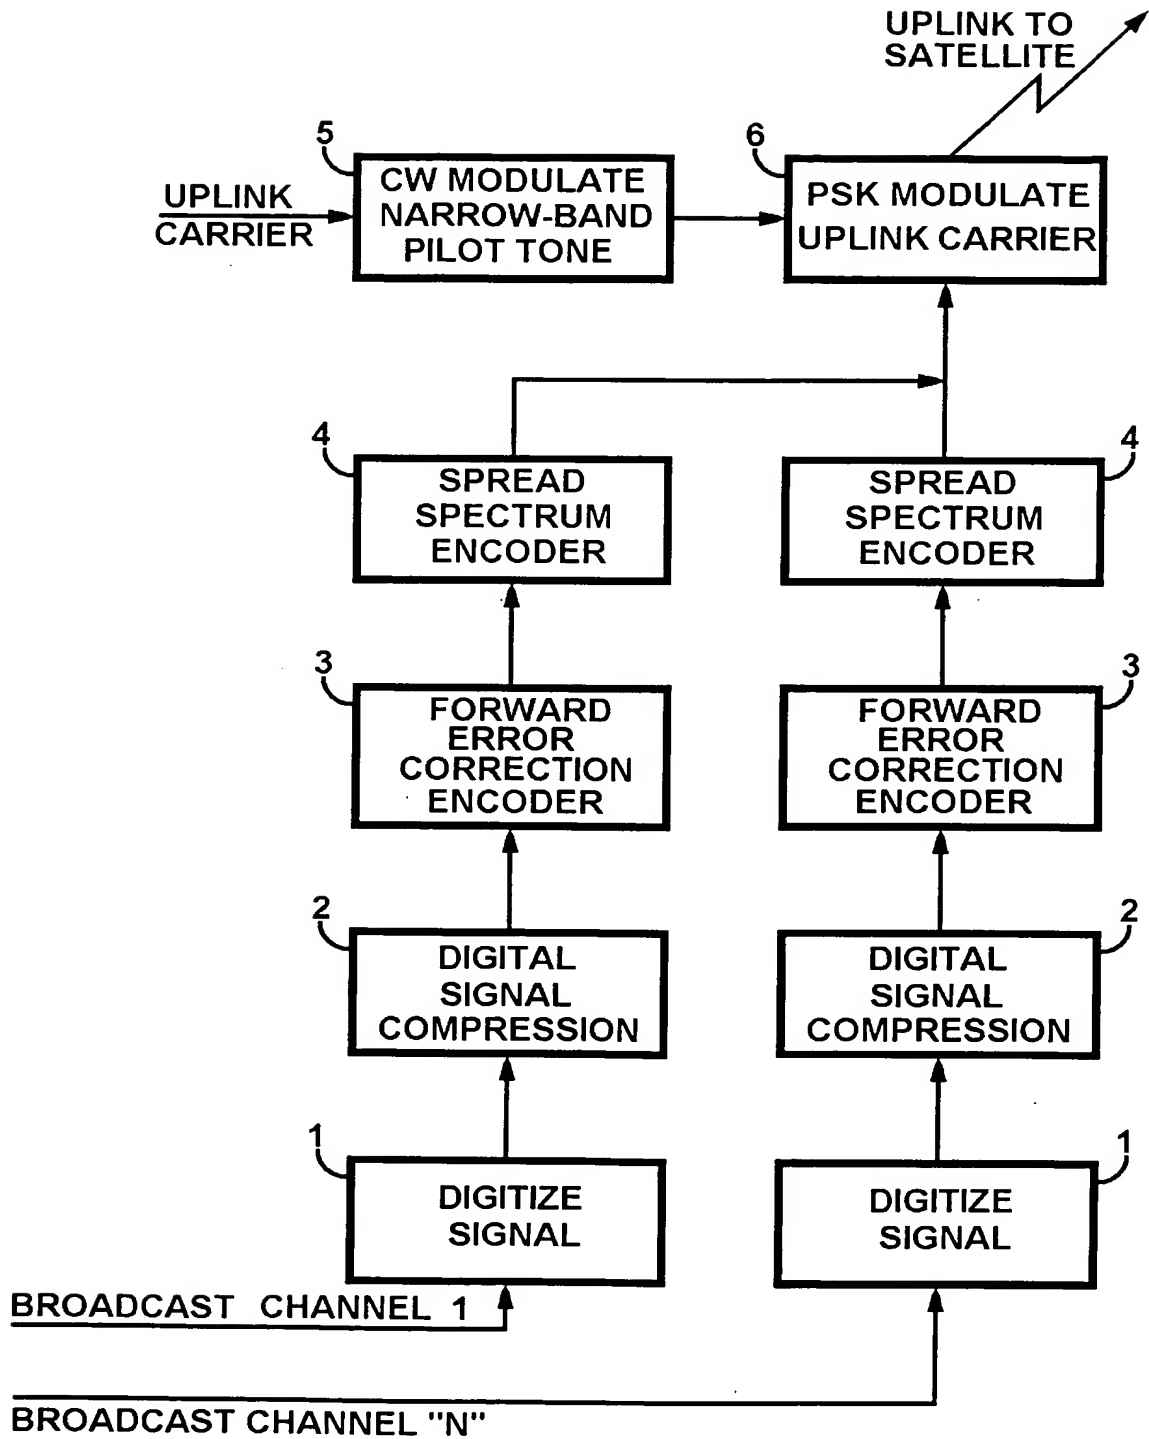 UPLINK TO
SATELLITE
5
6
UPLINK
CARRIER
CW MODULATE
NARROW-BAND
PILOT TONE
PSK MODULATE
UPLINK CARRIER
4
SPREAD
SPECTRUM
ENCODER
4
SPREAD
SPECTRUM
ENCODER
3
FORWARD
ERROR
CORRECTION
ENCODER
3
FORWARD
ERROR
CORRECTION
ENCODER
2
DIGITAL
SIGNAL
COMPRESSION
2
DIGITAL
SIGNAL
COMPRESSION
1
DIGITIZE
SIGNAL
1
DIGITIZE
SIGNAL
BROADCAST CHANNEL 1
BROADCAST CHANNEL "N"